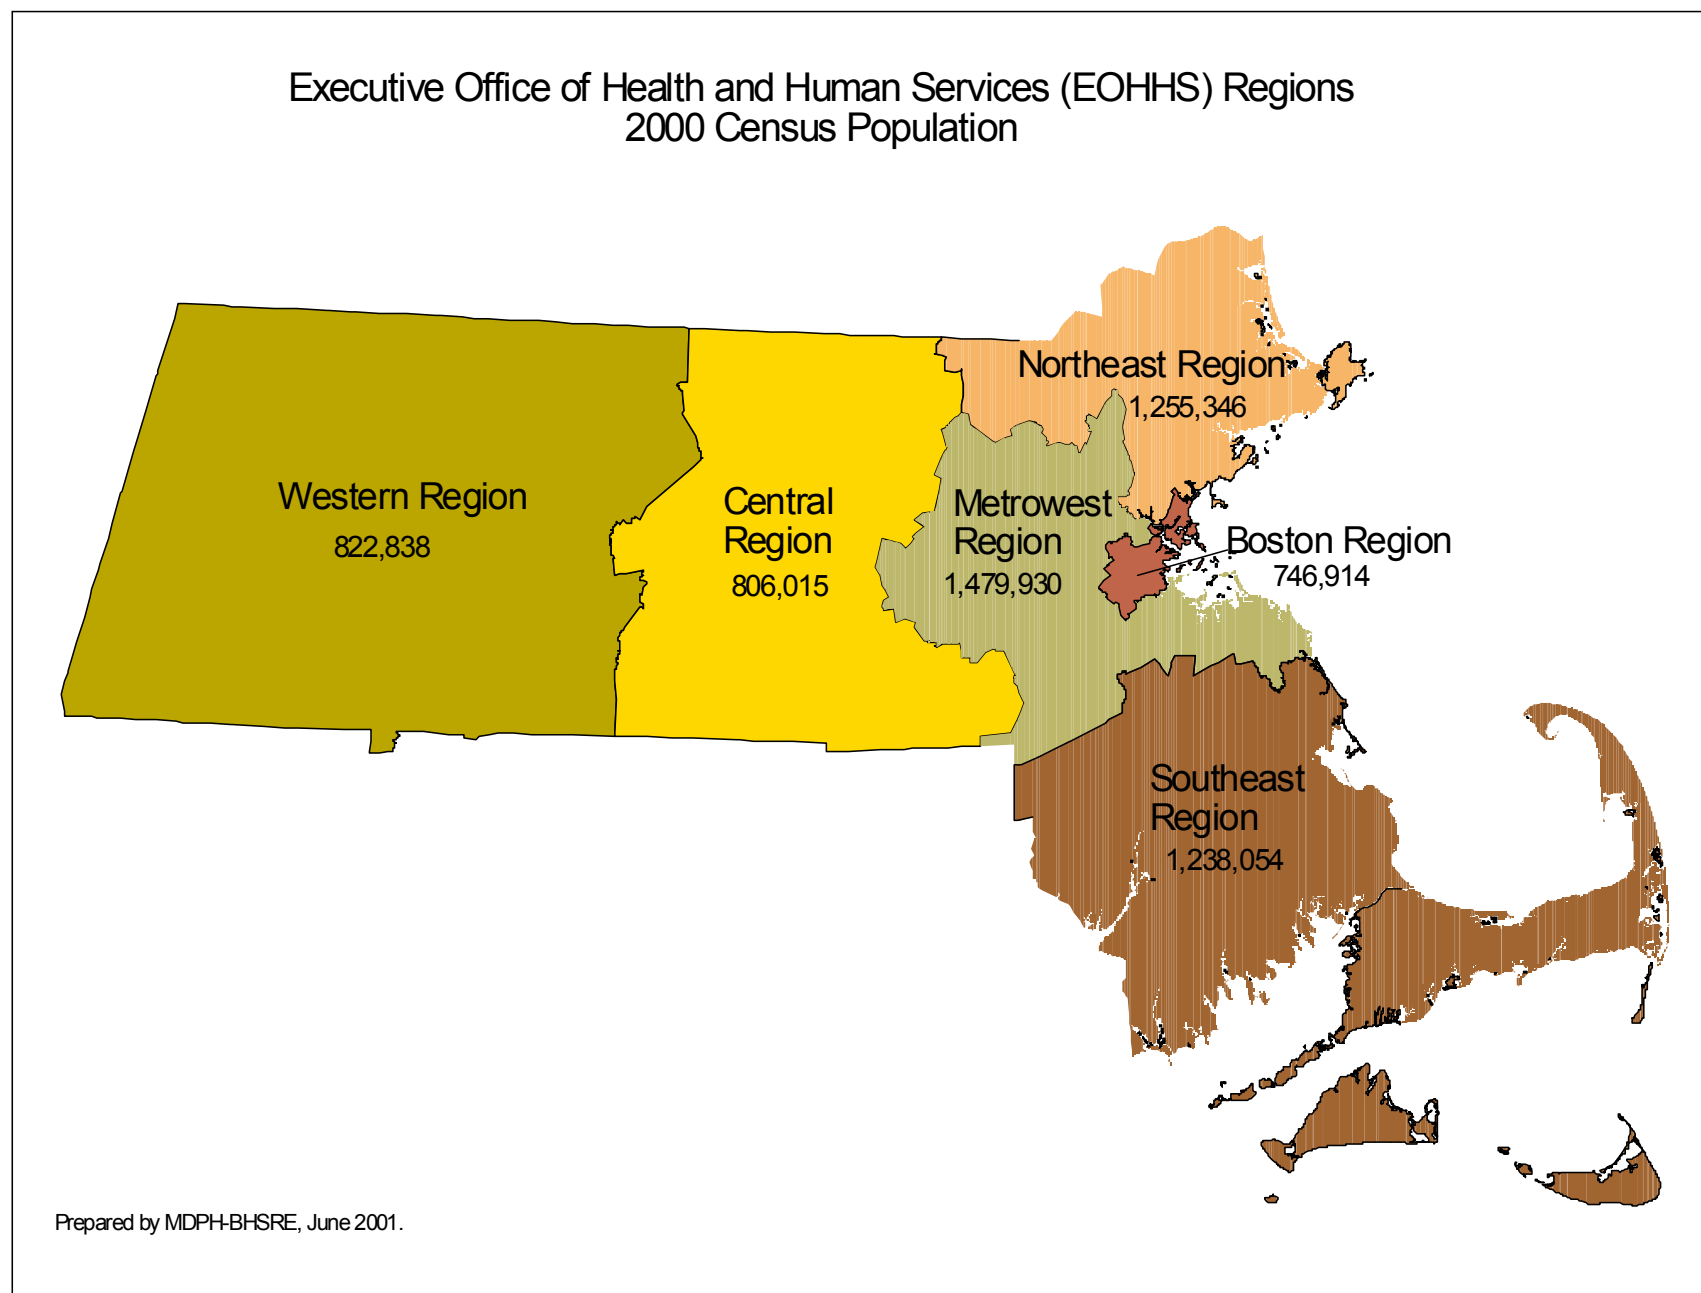 Executive Office of Health and Human Services (EOHHS) Regions
2000 Census Population
Northeast Region
1,255,346
Western Region
822,838
Central
Region
806,015
Metrowest
Region
1,479,930
Boston Region
746,914
Southeast
Region
1,238,054
Prepared by MDPH-BHSRE, June 2001.